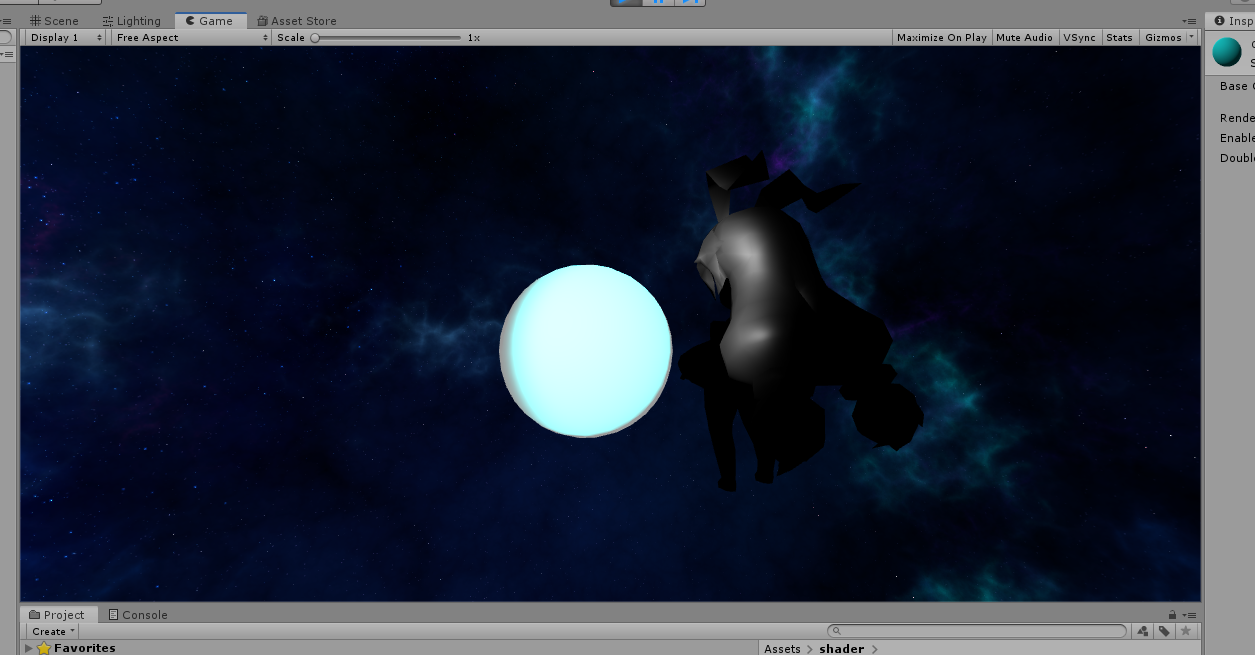 Scene Lighting Game Asset Store
Display 1 Free Aspect Scale 1x Maximize On Play Mute Audio VSync Stats Gizmos
Insp
Base
Rende
Enable
Double
Project Console
Create
Favorites
Assets shader